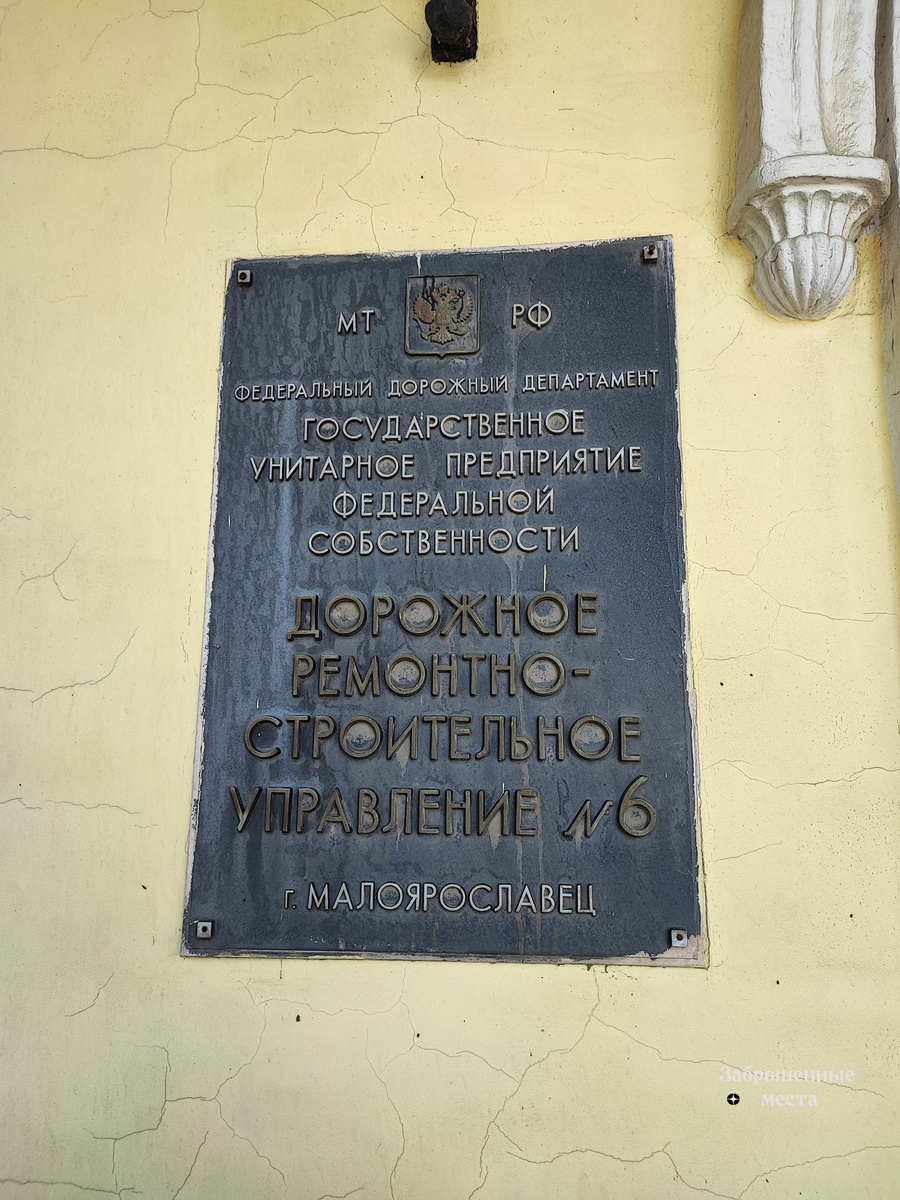 МТ РФ
ФЕДЕРАЛЬНЫЙ ДОРОЖНЫЙ ДЕПАРТАМЕНТ
ГОСУДАРСТВЕННОЕ
УНИТАРНОЕ ПРЕДПРИЯТИЕ
ФЕДЕРАЛЬНОЙ
СОБСТВЕННОСТИ
ДОРОЖНОЕ
РЕМОНТНО-
СТРОИТЕЛЬНОЕ
УПРАВЛЕНИЕ №6
г. МАЛОЯРОСЛАВЕЦ
Заброшенные
места